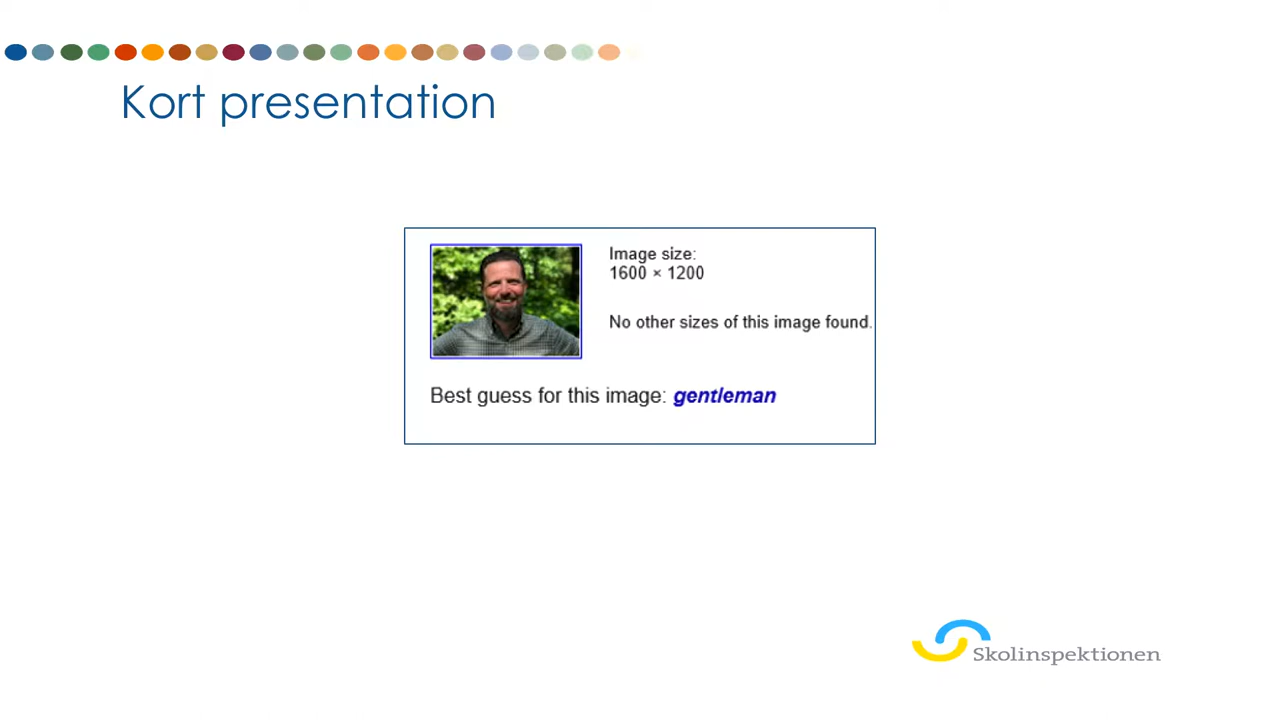 Kort presentation
Image size:
1600 × 1200
No other sizes of this image found.
Best guess for this image: gentleman
Skolinspektionen